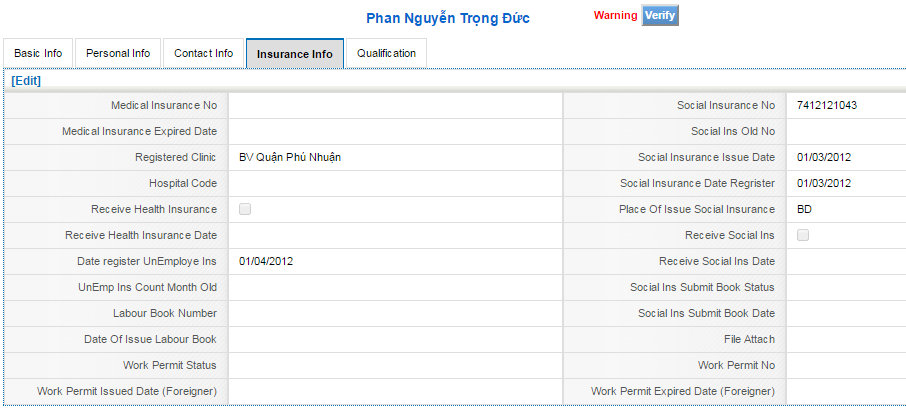 Phan Nguyễn Trọng Đức
Warning Verify
Basic Info Personal Info Contact Info Insurance Info Qualification
[Edit]
Medical Insurance No Social Insurance No 7412121043
Medical Insurance Expired Date Social Ins Old No
Registered Clinic BV Quận Phú Nhuận Social Insurance Issue Date 01/03/2012
Hospital Code Social Insurance Date Regrister 01/03/2012
Receive Health Insurance Place Of Issue Social Insurance BD
Receive Health Insurance Date Receive Social Ins
Date register UnEmploye Ins 01/04/2012 Receive Social Ins Date
UnEmp Ins Count Month Old Social Ins Submit Book Status
Labour Book Number Social Ins Submit Book Date
Date Of Issue Labour Book File Attach
Work Permit Status Work Permit No
Work Permit Issued Date (Foreigner) Work Permit Expired Date (Foreigner)